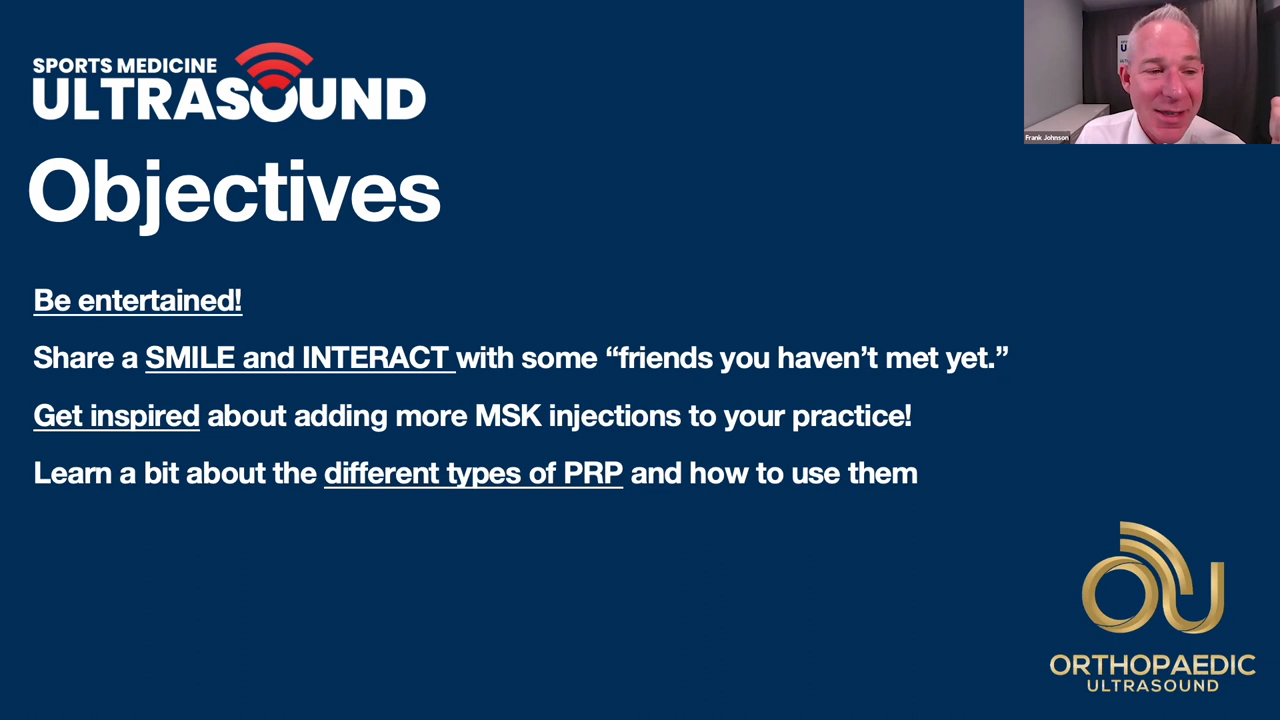 SPORTS MEDICINE
ULTRASOUND
Frank Johnson
Objectives
Be entertained!
Share a SMILE and INTERACT with some “friends you haven’t met yet.”
Get inspired about adding more MSK injections to your practice!
Learn a bit about the different types of PRP and how to use them
OU
ORTHOPAEDIC
ULTRASOUND